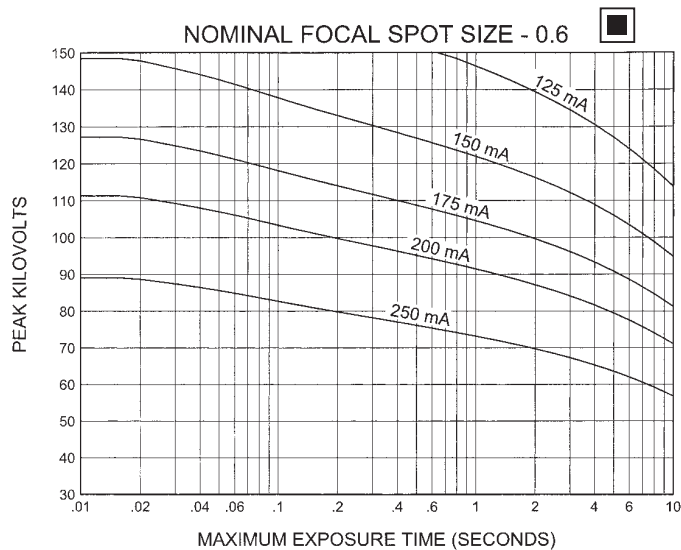 NOMINAL FOCAL SPOT SIZE - 0.6
150
140
130
120
110
100
90
80
70
60
50
40
30
PEAK KILOVOLTS
125 mA
150 mA
175 mA
200 mA
250 mA
.01 .02 .04 .06 .1 .2 .4 .6 1 2 4 6 10
MAXIMUM EXPOSURE TIME (SECONDS)